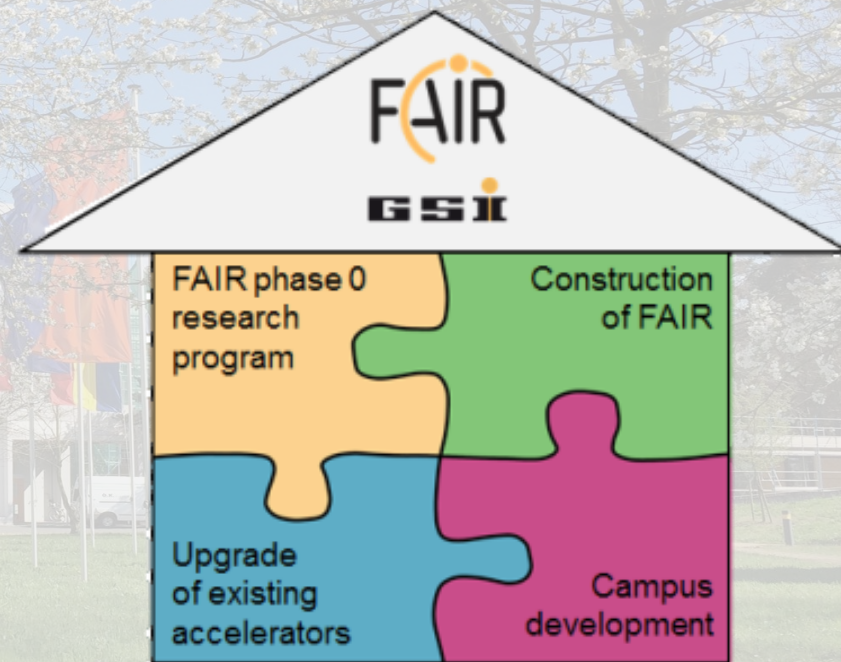 FAIR
GSI
FAIR phase 0
research
program
Construction
of FAIR
Upgrade
of existing
accelerators
Campus
development